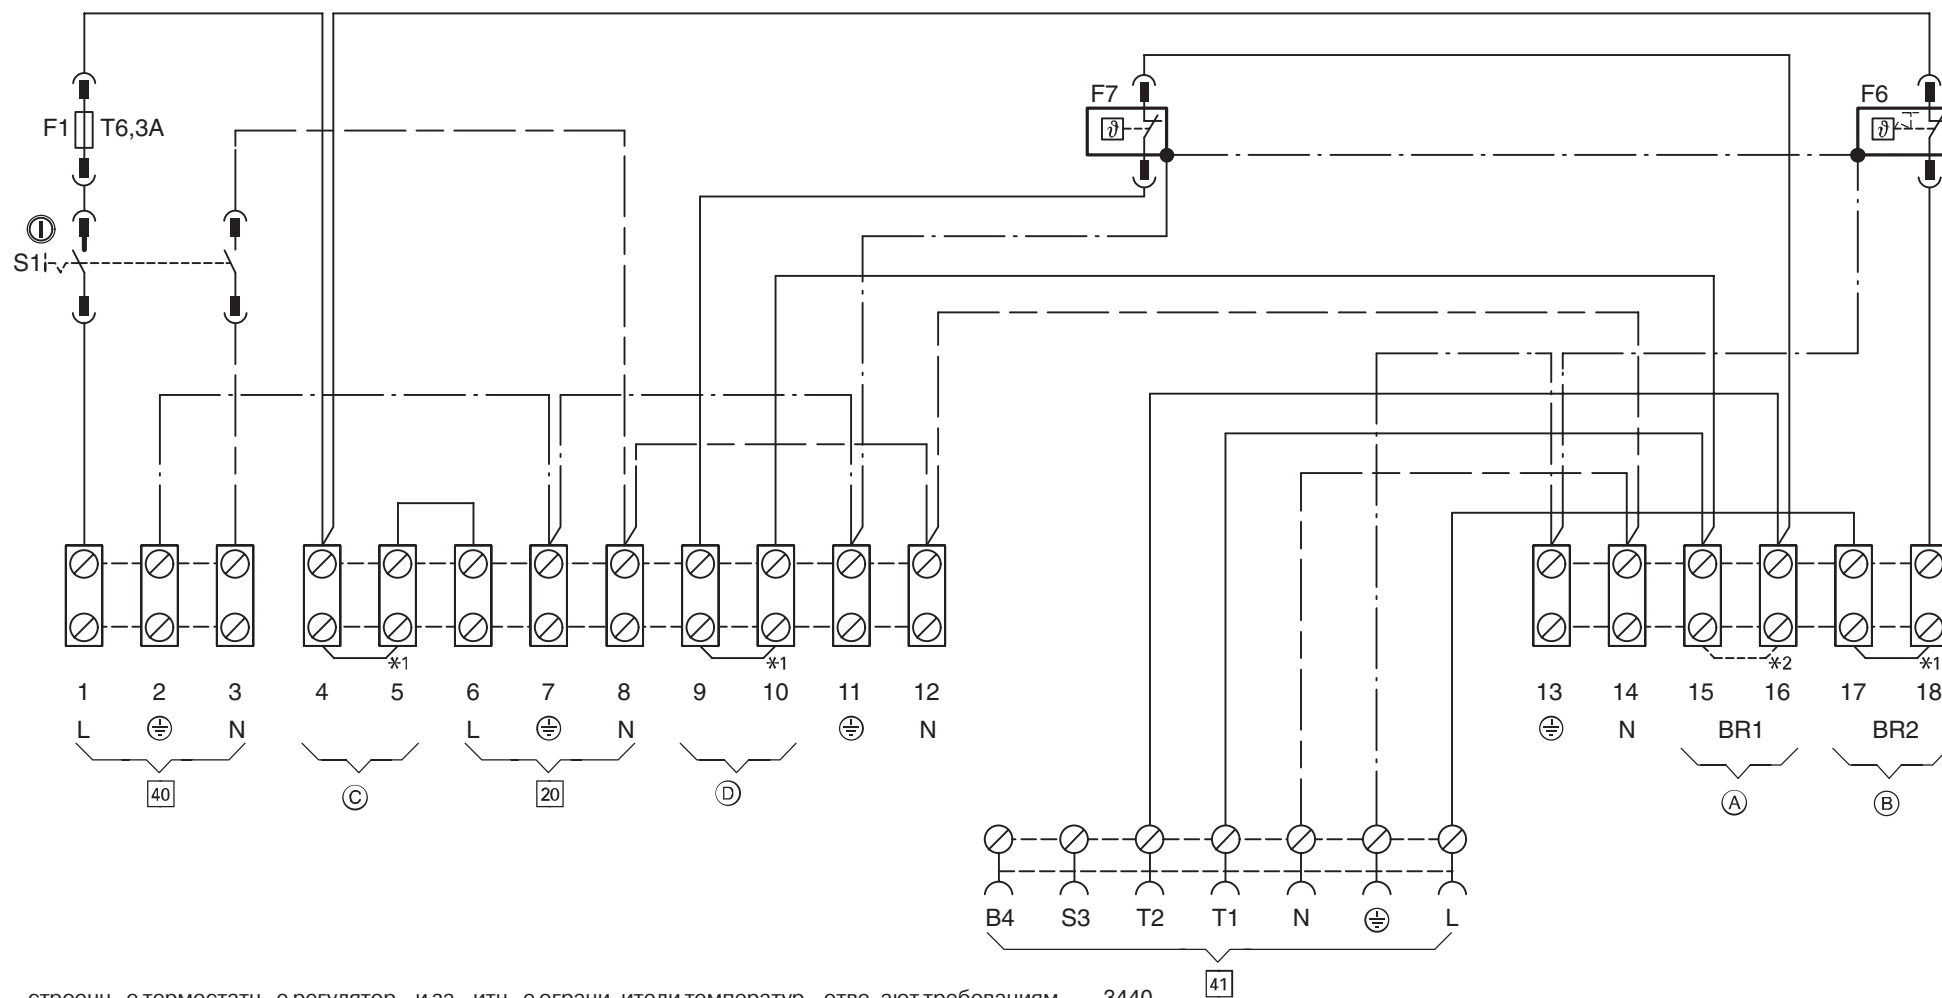 F7
F6
F1 T6,3A
ϑ
ϑ
S1
*1 *1 *2 *1
1 2 3 4 5 6 7 8 9 10 11 12 13 14 15 16 17 18
L N L N N N BR1 BR2
40 C 20 D A B
B4 S3 T2 T1 N L
41
3440